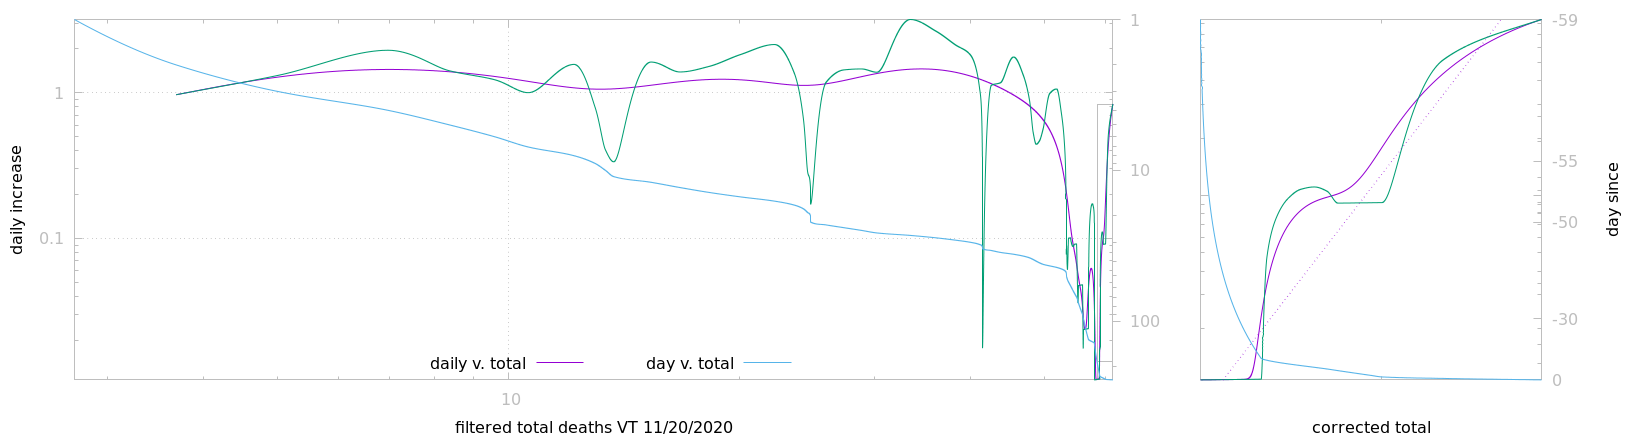 1
-59
1
10
-55
-50
0.1
-30
100
daily increase
day since
daily v. total
day v. total
0
10
filtered total deaths VT 11/20/2020
corrected total